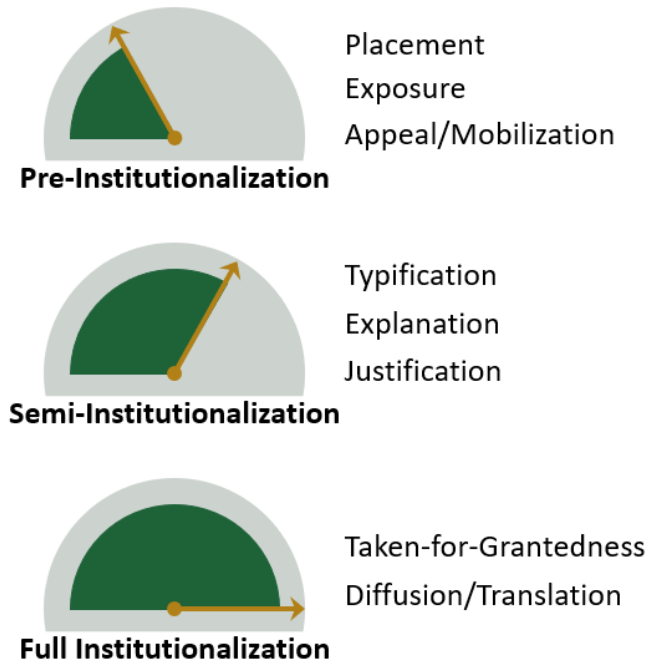 Placement
Exposure
Appeal/Mobilization
Pre-Institutionalization
Typification
Explanation
Justification
Semi-Institutionalization
Taken-for-Grantedness
Diffusion/Translation
Full Institutionalization